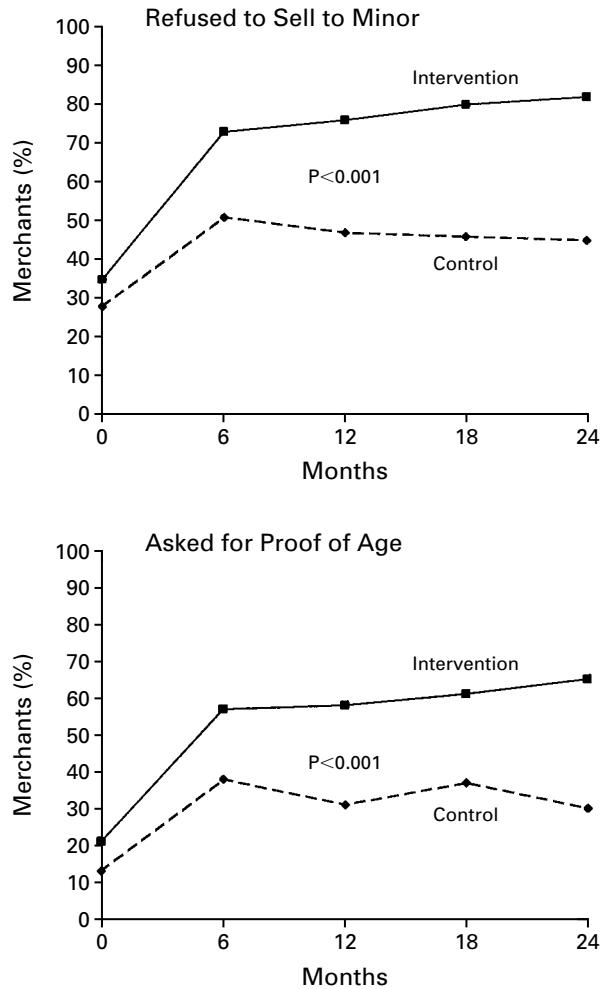 Refused to Sell to Minor
100
90
80
70
60
50
40
30
20
10
0
Merchants (%)
Intervention
P<0.001
Control
0 6 12 18 24
Months
Asked for Proof of Age
100
90
80
70
60
50
40
30
20
10
0
Merchants (%)
Intervention
P<0.001
Control
0 6 12 18 24
Months